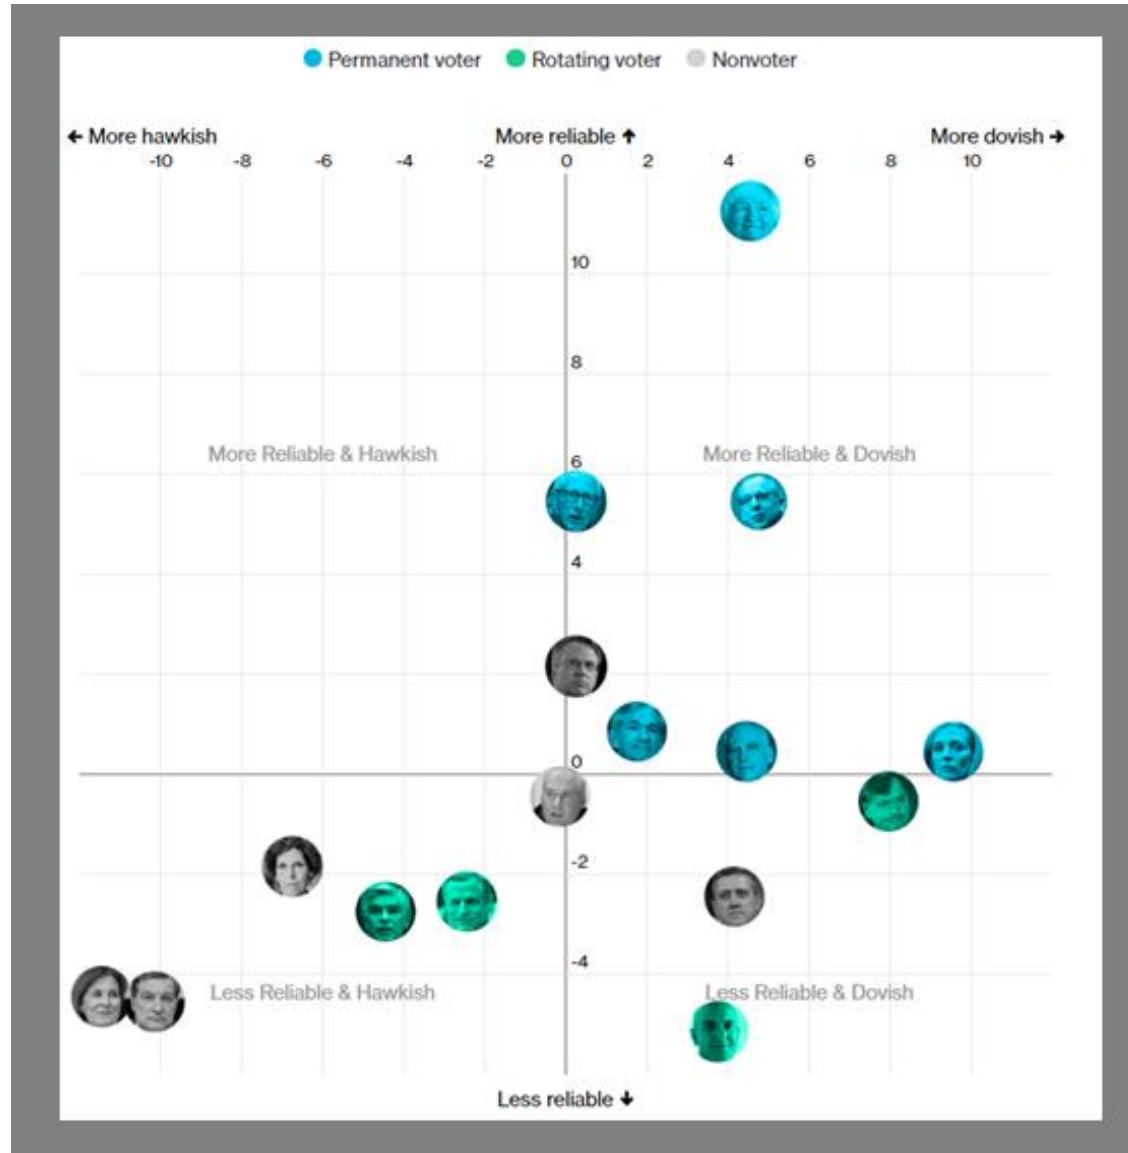 Permanent voter Rotating voter Nonvoter
← More hawkish More reliable ↑ More dovish →
-10 -8 -6 -4 -2 0 2 4 6 8 10
10
8
More Reliable & Hawkish More Reliable & Dovish
6
4
0
-2
-4
Less Reliable & Hawkish Less Reliable & Dovish
Less reliable ↓